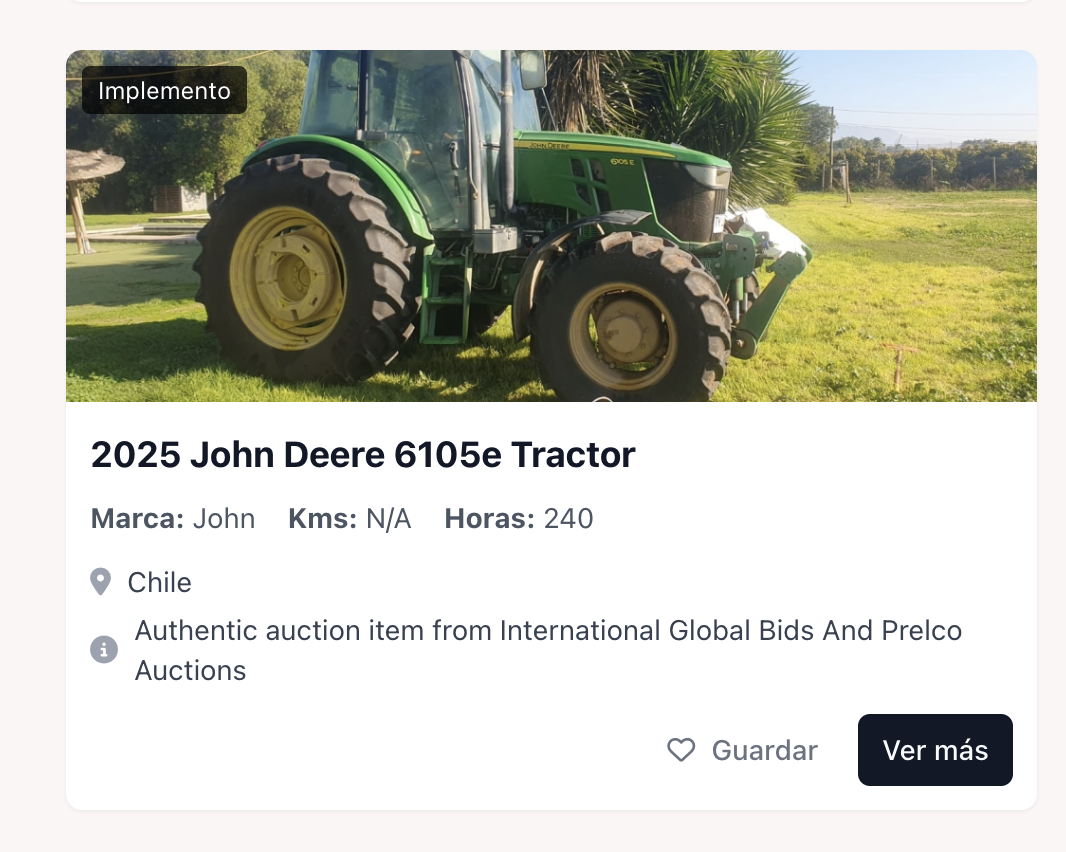 Implemento
JOHN DEERE
6105 E
2025 John Deere 6105e Tractor
Marca: John Kms: N/A Horas: 240
Chile
Authentic auction item from International Global Bids And Prelco
Auctions
Guardar
Ver más